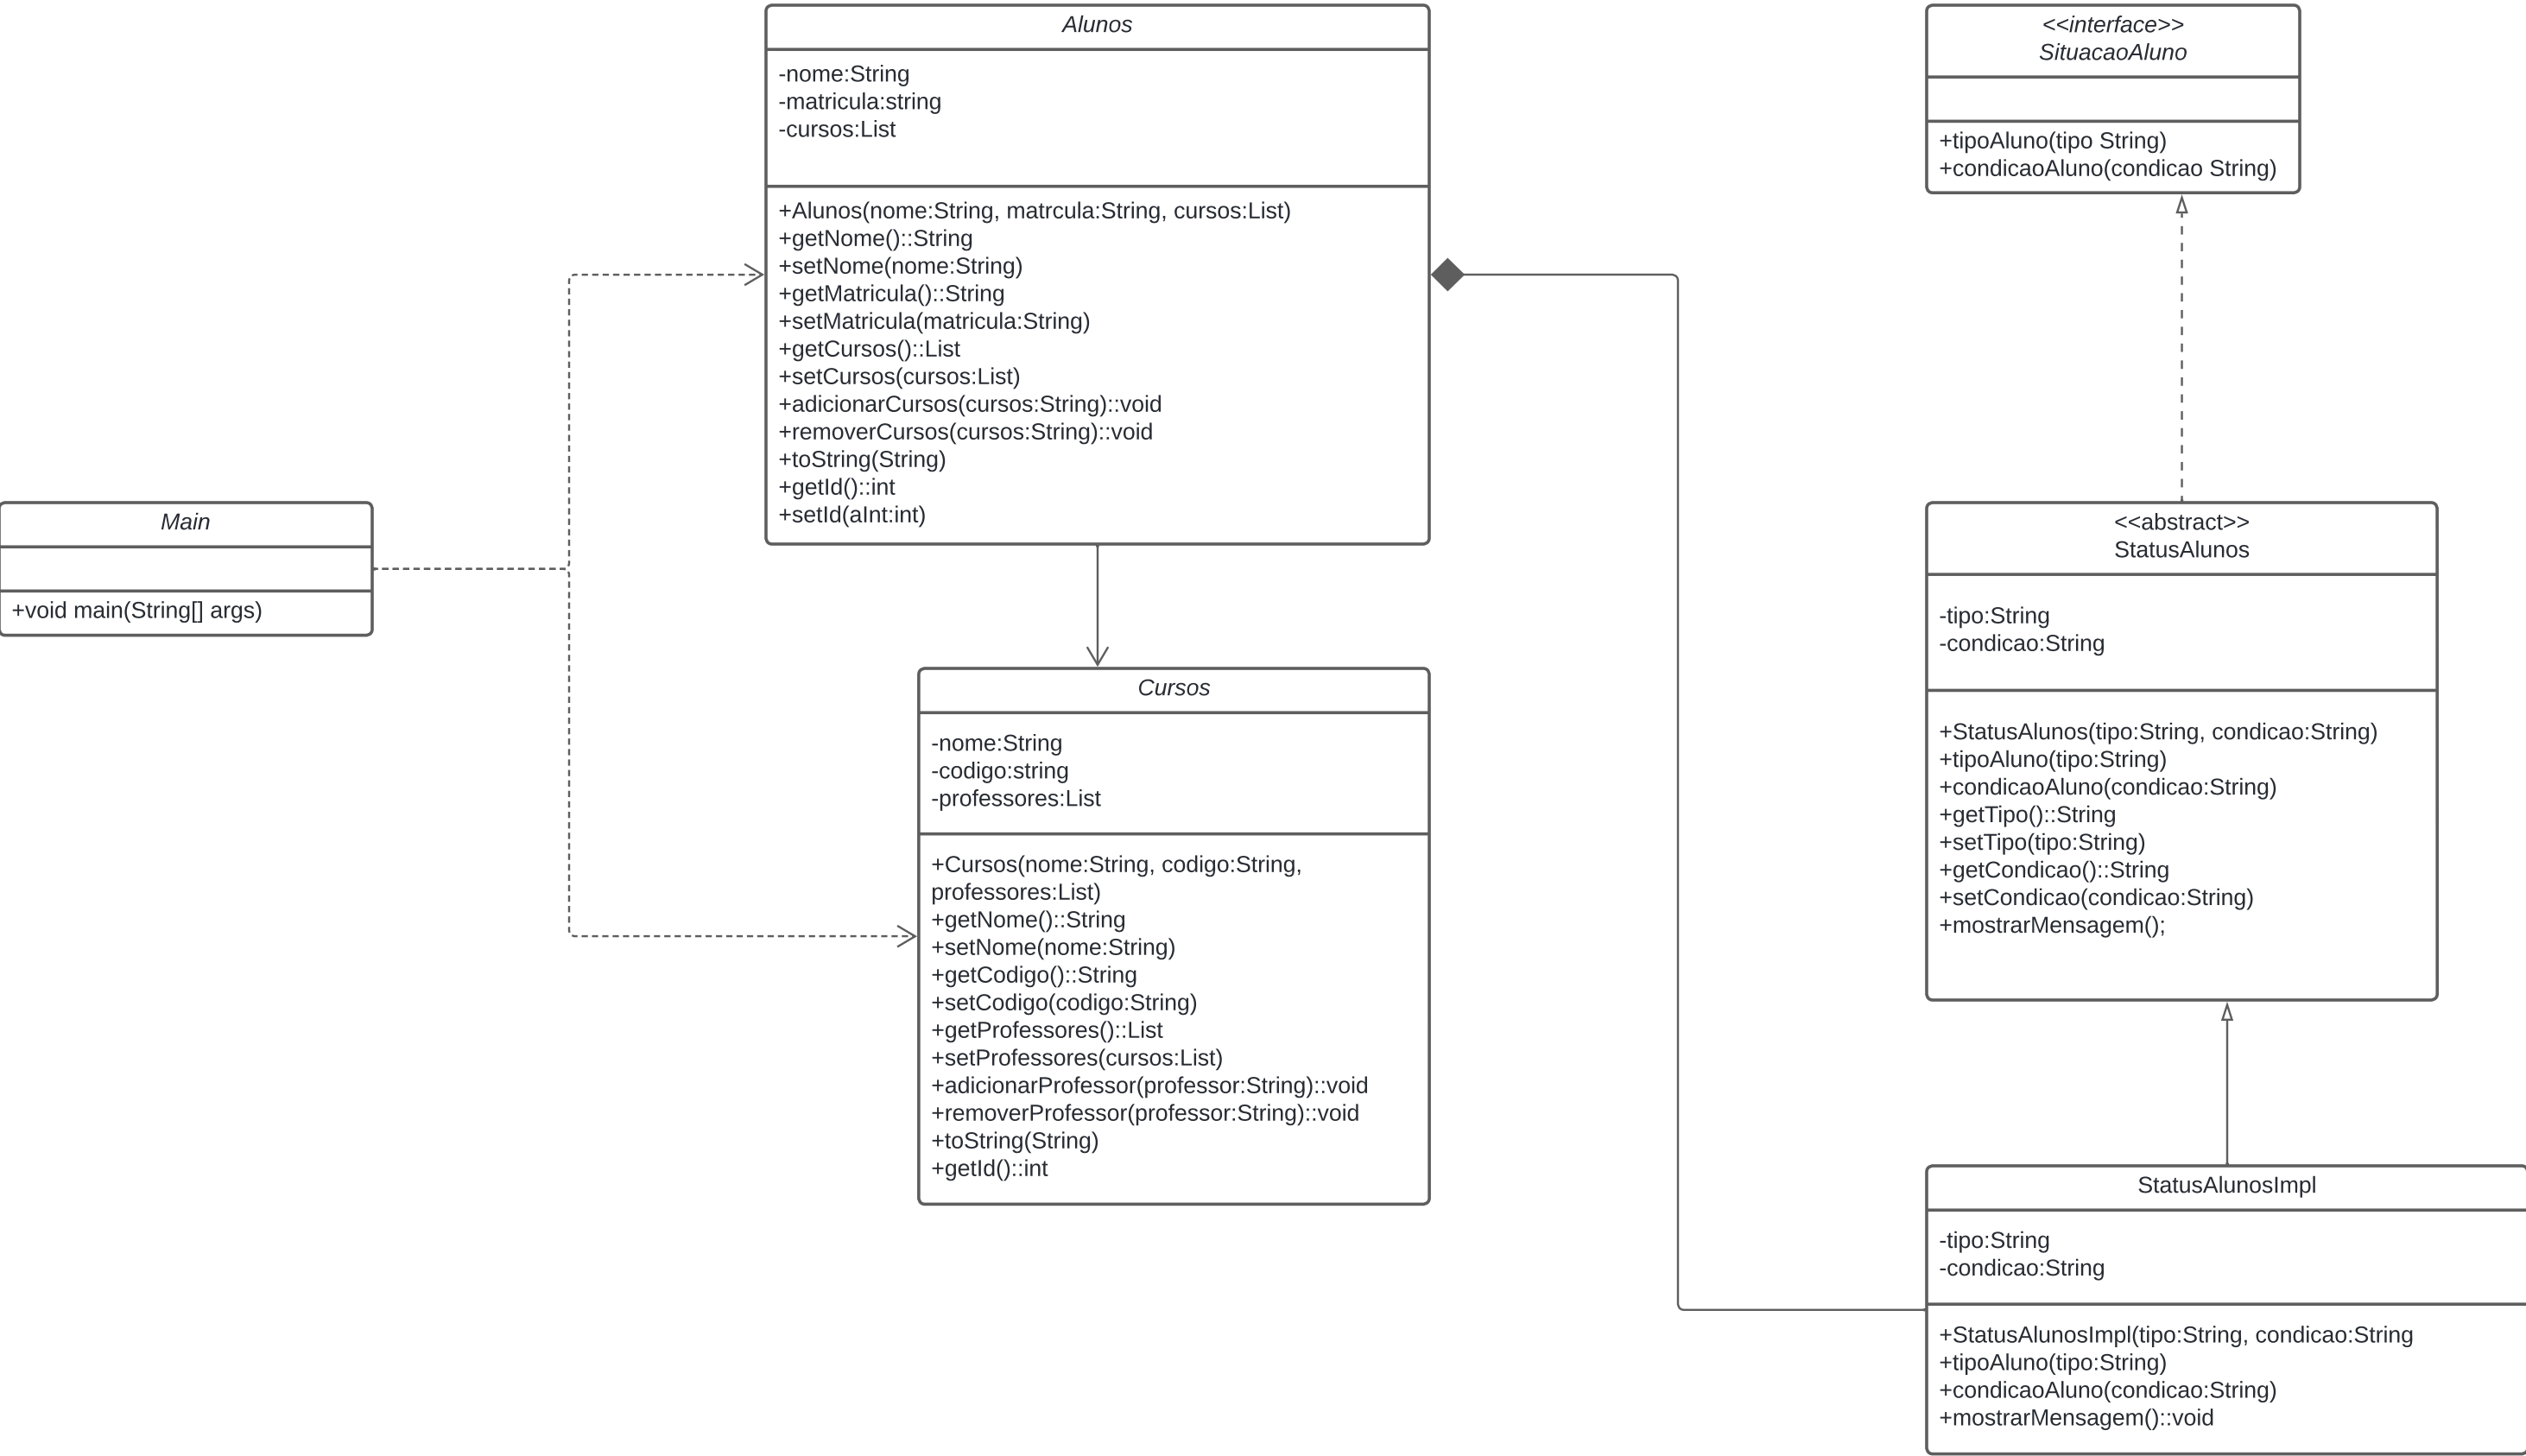 Alunos
-nome:String
-matricula:string
-cursos:List
+Alunos(nome:String, matrcula:String, cursos:List)
+getNome()::String
+setNome(nome:String)
+getMatricula()::String
+setMatricula(matricula:String)
+getCursos()::List
+setCursos(cursos:List)
+adicionarCursos(cursos:String)::void
+removerCursos(cursos:String)::void
+toString(String)
+getId()::int
+setId(aInt:int)
<<interface>>
SituacaoAluno
+tipoAluno(tipo String)
+condicaoAluno(condicao String)
Main
+void main(String[] args)
<<abstract>>
StatusAlunos
-tipo:String
-condicao:String
+StatusAlunos(tipo:String, condicao:String)
+tipoAluno(tipo:String)
+condicaoAluno(condicao:String)
+getTipo()::String
+setTipo(tipo:String)
+getCondicao()::String
+setCondicao(condicao:String)
+mostrarMensagem();
Cursos
-nome:String
-codigo:string
-professores:List
+Cursos(nome:String, codigo:String,
professores:List)
+getNome()::String
+setNome(nome:String)
+getCodigo()::String
+setCodigo(codigo:String)
+getProfessores()::List
+setProfessores(cursos:List)
+adicionarProfessor(professor:String)::void
+removerProfessor(professor:String)::void
+toString(String)
+getId()::int
StatusAlunosImpl
-tipo:String
-condicao:String
+StatusAlunosImpl(tipo:String, condicao:String
+tipoAluno(tipo:String)
+condicaoAluno(condicao:String)
+mostrarMensagem()::void